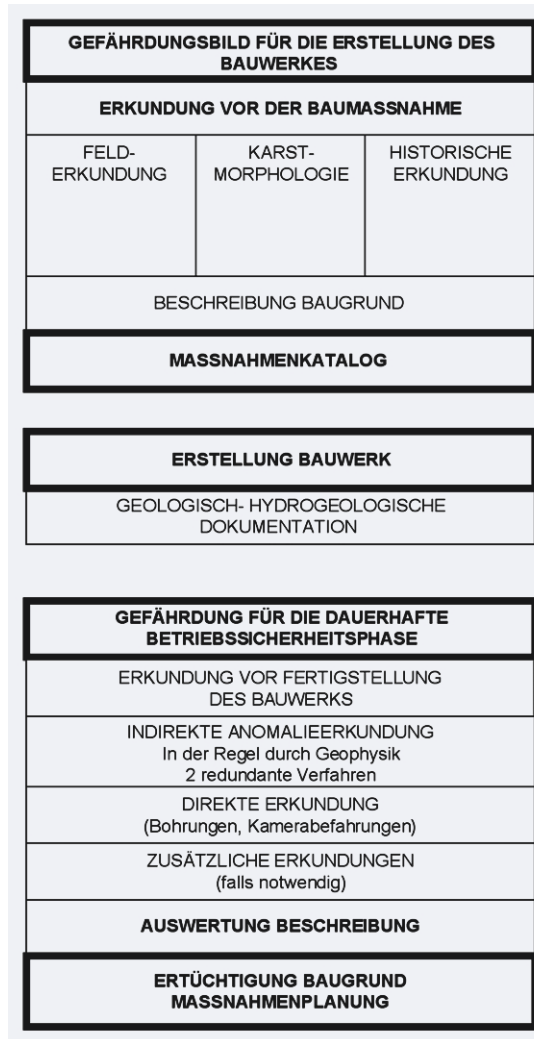 GEFÄHRDUNGSBILD FÜR DIE ERSTELLUNG DES
BAUWERKES
ERKUNDUNG VOR DER BAUMASSNAHME
FELD-
ERKUNDUNG
KARST-
MORPHOLOGIE
HISTORISCHE
ERKUNDUNG
BESCHREIBUNG BAUGRUND
MASSNAHMENKATALOG
ERSTELLUNG BAUWERK
GEOLOGISCH- HYDROGEOLOGISCHE
DOKUMENTATION
GEFÄHRDUNG FÜR DIE DAUERHAFTE
BETRIEBSSICHERHEITSPHASE
ERKUNDUNG VOR FERTIGSTELLUNG
DES BAUWERKS
INDIREKTE ANOMALIEERKUNDUNG
In der Regel durch Geophysik
2 redundante Verfahren
DIREKTE ERKUNDUNG
(Bohrungen, Kamerabefahrungen)
ZUSÄTZLICHE ERKUNDUNGEN
(falls notwendig)
AUSWERTUNG BESCHREIBUNG
ERTÜCHTIGUNG BAUGRUND
MASSNAHMENPLANUNG